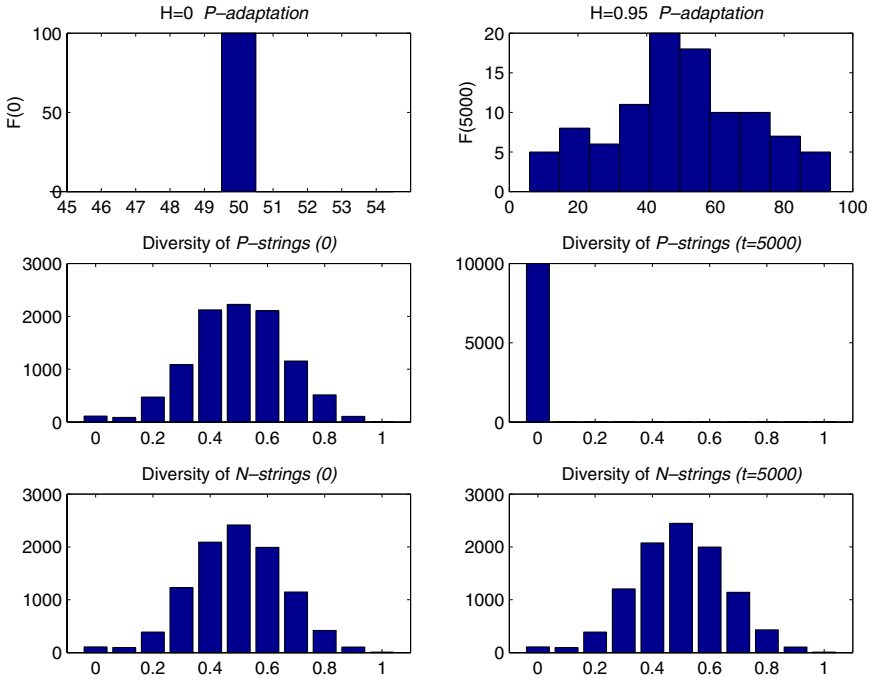 H=0 P–adaptation
F(0)
100
50
0
45 46 47 48 49 50 51 52 53 54
H=0.95 P–adaptation
F(5000)
20
15
10
5
0
0 20 40 60 80 100
Diversity of P–strings (0)
3000
2000
1000
0
0 0.2 0.4 0.6 0.8 1
Diversity of P–strings (t=5000)
10000
5000
0
0 0.2 0.4 0.6 0.8 1
Diversity of N–strings (0)
3000
2000
1000
0
0 0.2 0.4 0.6 0.8 1
Diversity of N–strings (t=5000)
3000
2000
1000
0
0 0.2 0.4 0.6 0.8 1